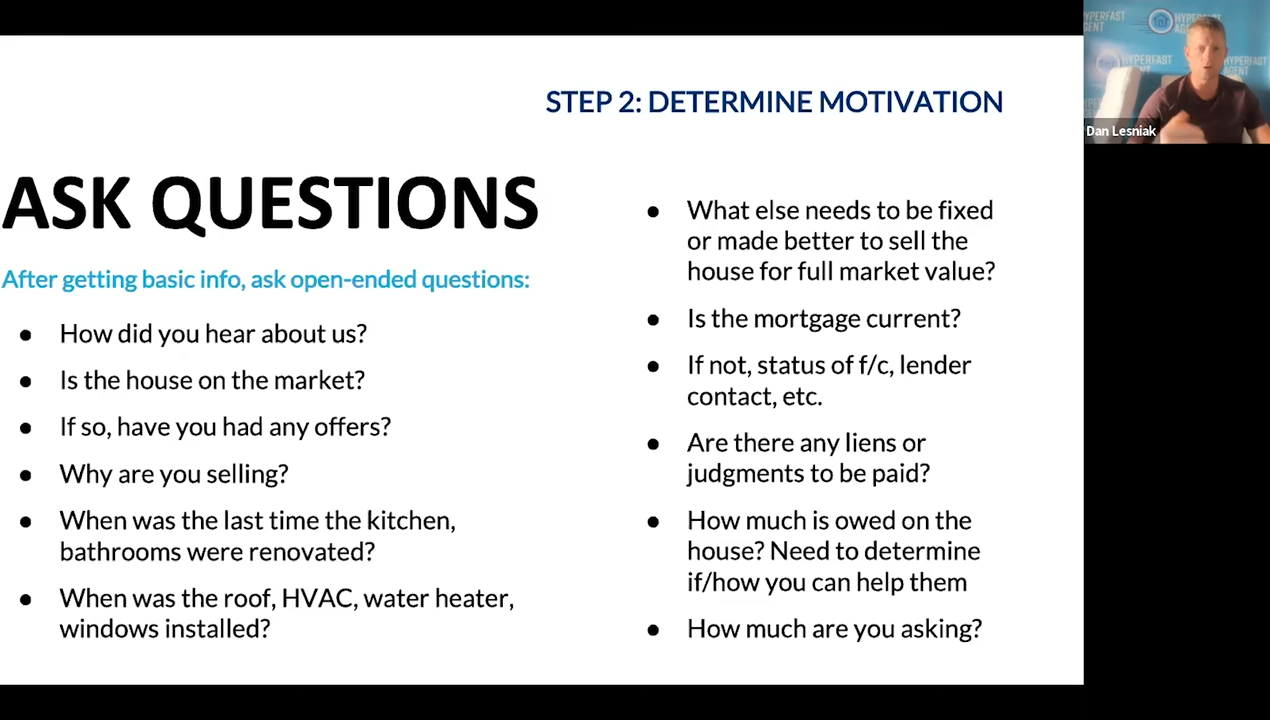 STEP 2: DETERMINE MOTIVATION
ASK QUESTIONS
After getting basic info, ask open-ended questions:
● How did you hear about us?
● Is the house on the market?
● If so, have you had any offers?
● Why are you selling?
● When was the last time the kitchen,
bathrooms were renovated?
● When was the roof, HVAC, water heater,
windows installed?
● What else needs to be fixed
or made better to sell the
house for full market value?
● Is the mortgage current?
● If not, status of f/c, lender
contact, etc.
● Are there any liens or
judgments to be paid?
● How much is owed on the
house? Need to determine
if/how you can help them
● How much are you asking?
HYPERFAST
AGENT
Dan Lesniak